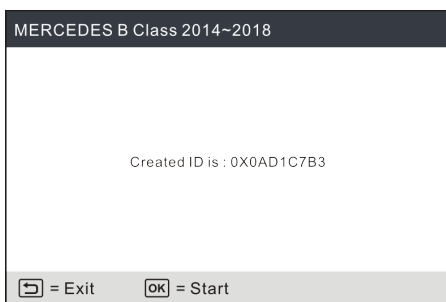 MERCEDES B Class 2014~2018
Created ID is : 0X0AD1C7B3
= Exit OK = Start